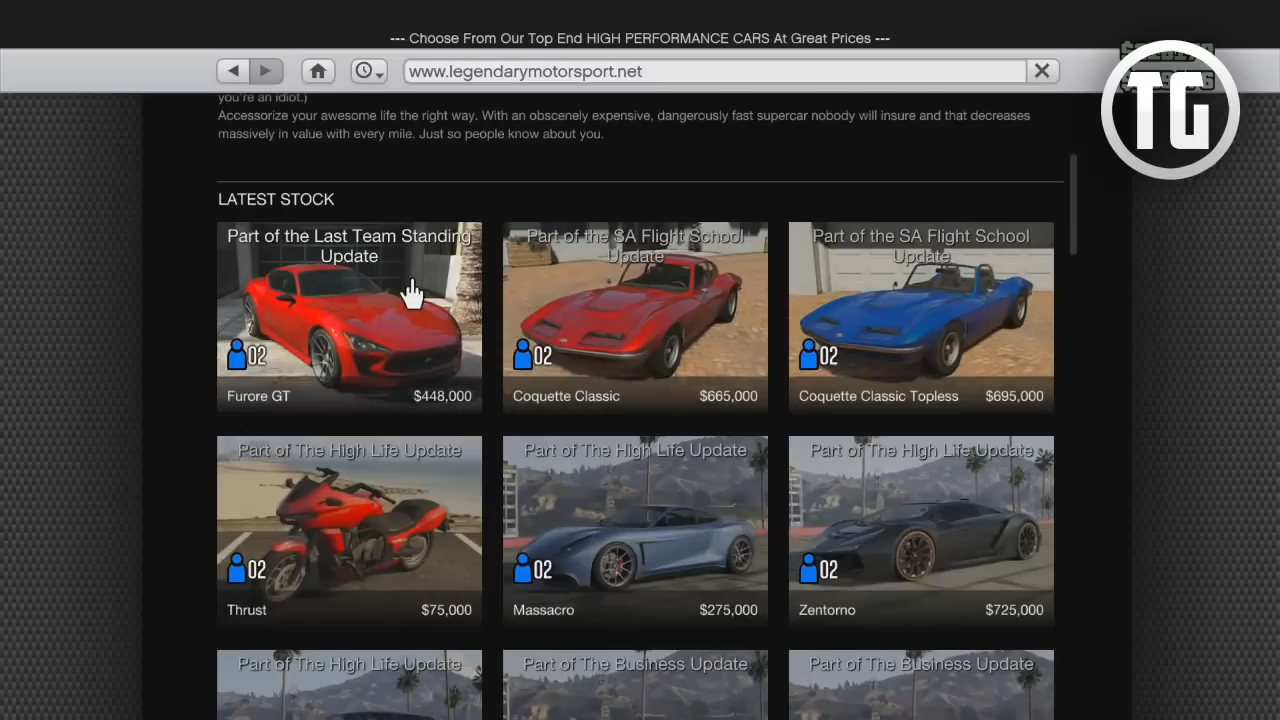 --- Choose From Our Top End HIGH PERFORMANCE CARS At Great Prices ---
www.legendarymotorsport.net
TG
you're an idiot.)
Accessorize your awesome life the right way. With an obscenely expensive, dangerously fast supercar nobody will insure and that decreases
massively in value with every mile. Just so people know about you.
LATEST STOCK
Part of the Last Team Standing
Update
02
Furore GT $448,000
Part of the SA Flight School
Update
02
Coquette Classic $665,000
Part of the SA Flight School
Update
02
Coquette Classic Topless $695,000
Part of The High Life Update
02
Thrust $75,000
Part of The High Life Update
02
Massacro $275,000
Part of The High Life Update
02
Zentorno $725,000
Part of The High Life Update
Part of The Business Update
Part of The Business Update